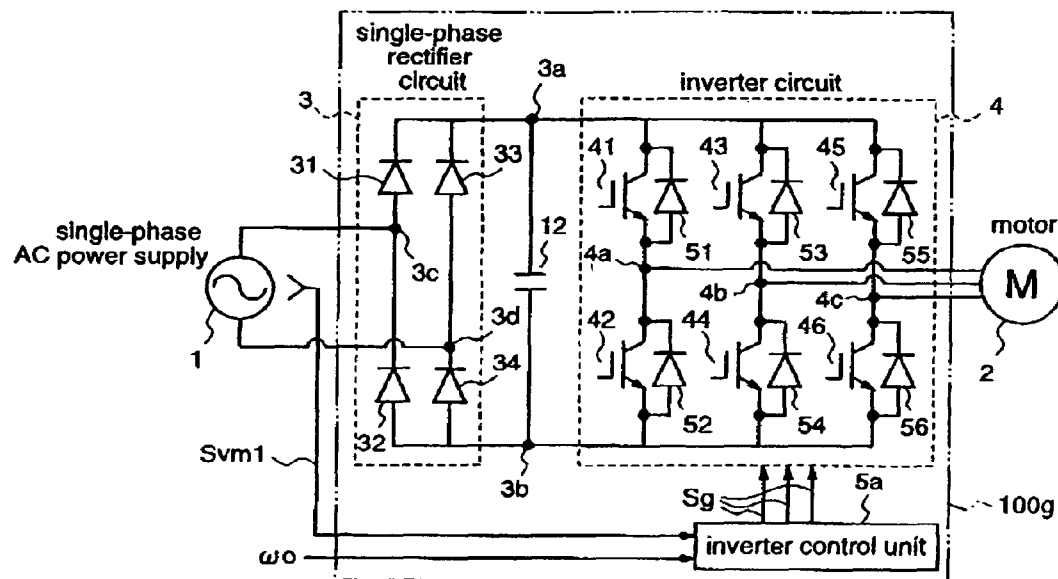 single-phase
rectifier
circuit
3a
inverter circuit
3
4
31
33
41
43
45
single-phase
AC power supply
3c
12
51
53
55
motor
4a
4b
4c
M
3d
1
42
44
46
2
34
32
52
54
56
Svm1
3b
Sg
5a
100g
inverter control unit
ωo